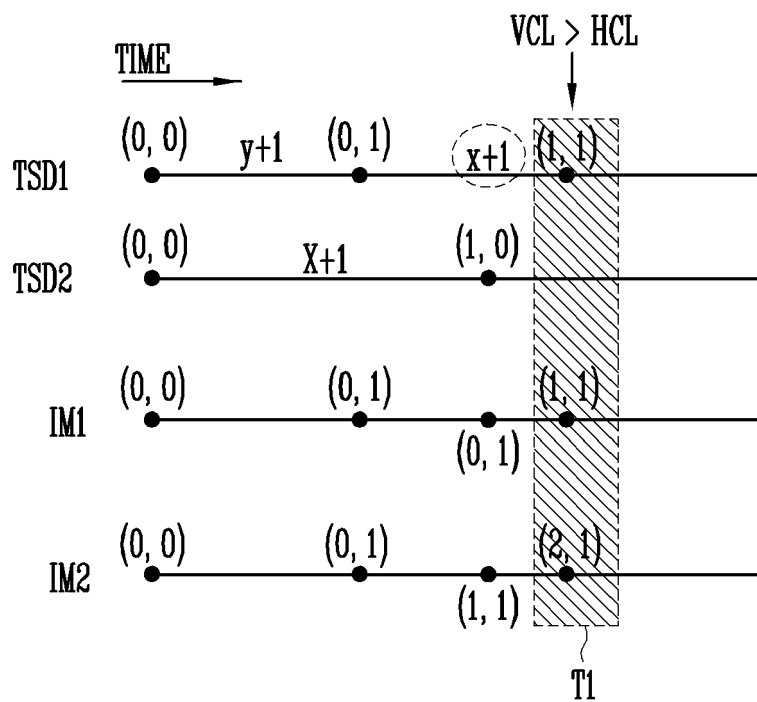 VCL > HCL
TIME
(0, 0) y+1 (0, 1) x+1 (1, 1)
TSD1
(0, 0) X+1 (1, 0)
TSD2
(0, 0) (0, 1) (1, 1)
IM1
(0, 1)
(0, 0) (0, 1) (2, 1)
IM2
(1, 1)
T1